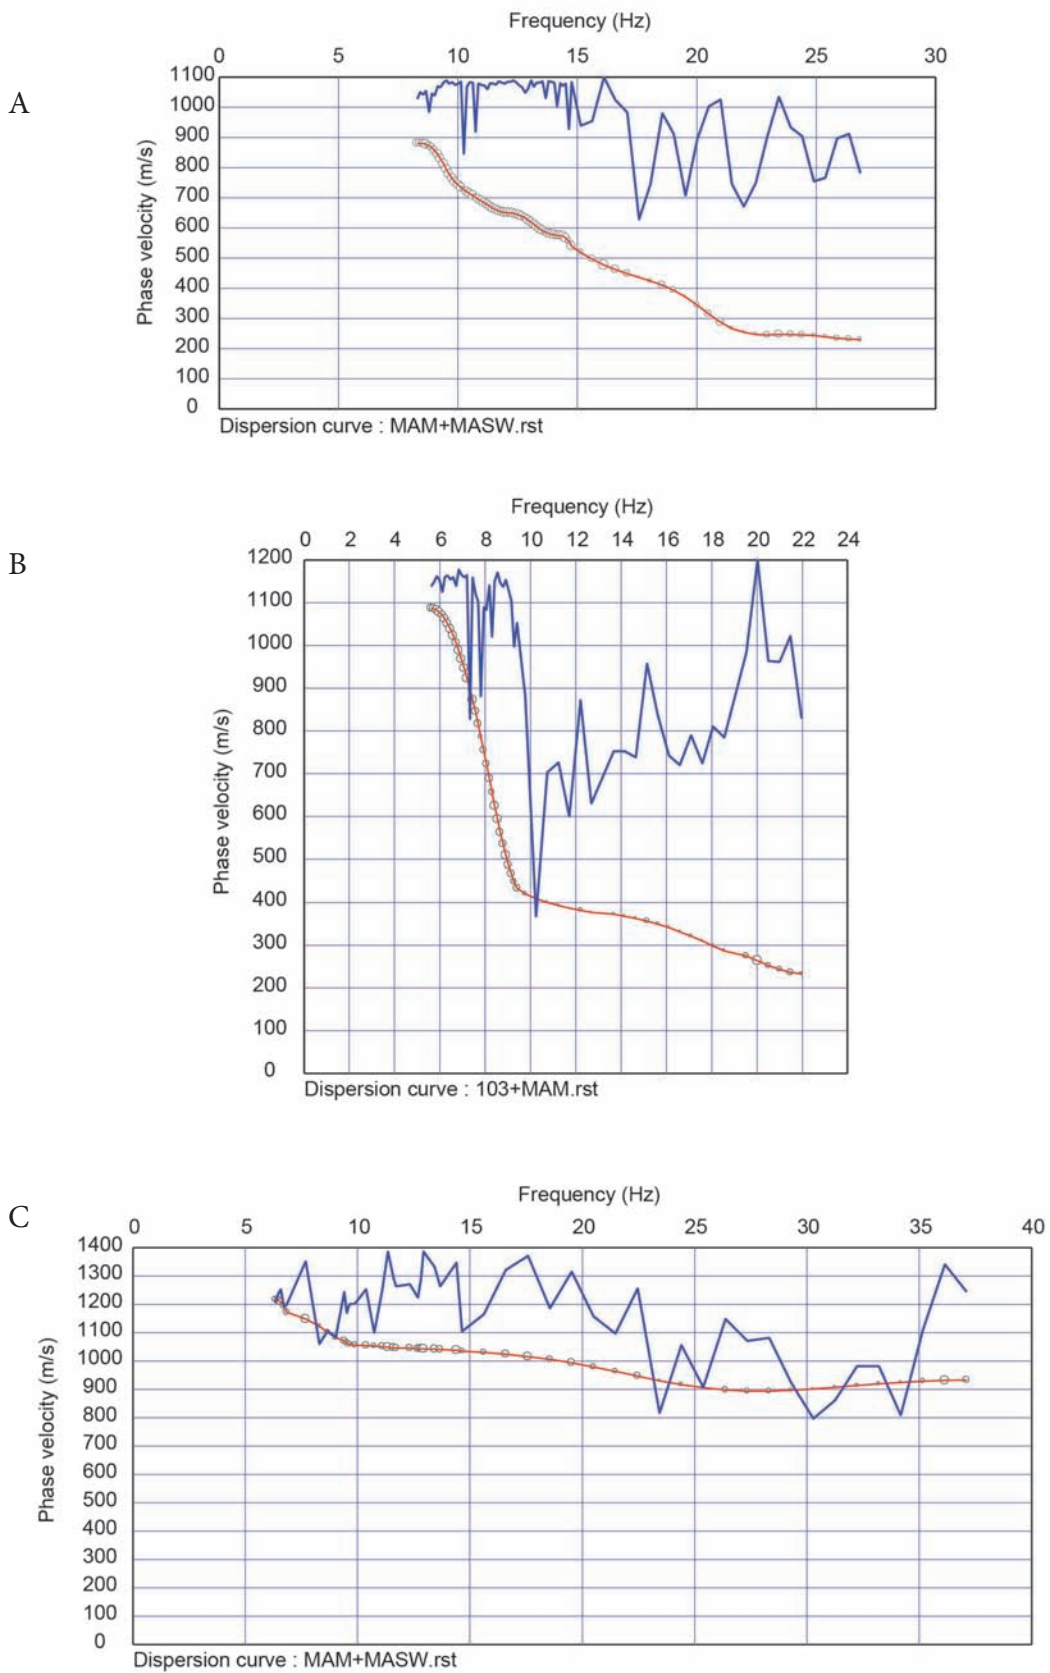 A
Frequency (Hz)
0 5 10 15 20 25 30
Phase velocity (m/s)
1100
1000
900
800
700
600
500
400
300
200
100
0
Dispersion curve : MAM+MASW.rst
B
Frequency (Hz)
0 2 4 6 8 10 12 14 16 18 20 22 24
Phase velocity (m/s)
1200
1100
1000
900
800
700
600
500
400
300
200
100
0
Dispersion curve : 103+MAM.rst
C
Frequency (Hz)
0 5 10 15 20 25 30 35 40
Phase velocity (m/s)
1400
1300
1200
1100
1000
900
800
700
600
500
400
300
200
100
0
Dispersion curve : MAM+MASW.rst